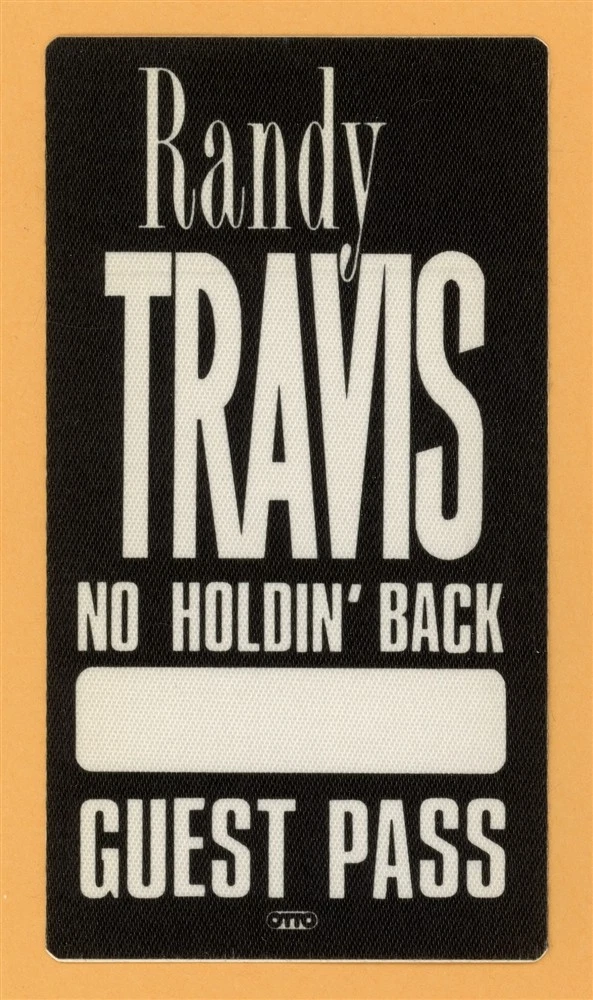 Randy
TRAVIS
NO HOLDIN' BACK
GUEST PASS
OTTO